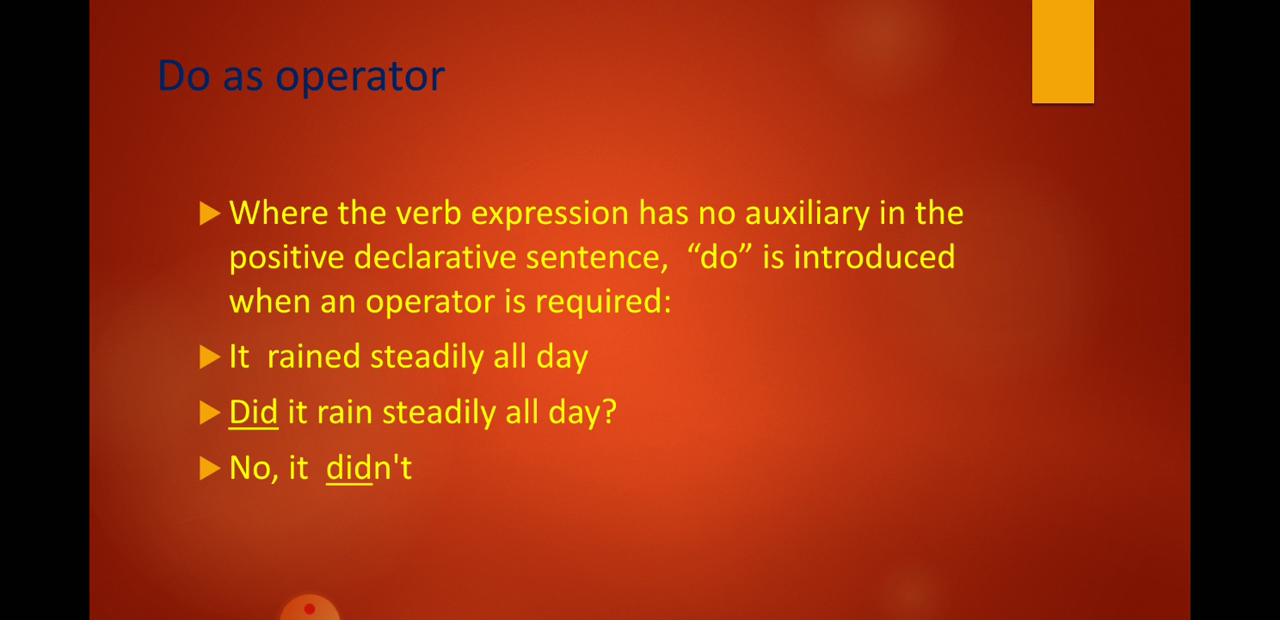 Do as operator
Where the verb expression has no auxiliary in the
positive declarative sentence,  “do” is introduced
when an operator is required:
It  rained steadily all day
Did it rain steadily all day?
No, it  didn't